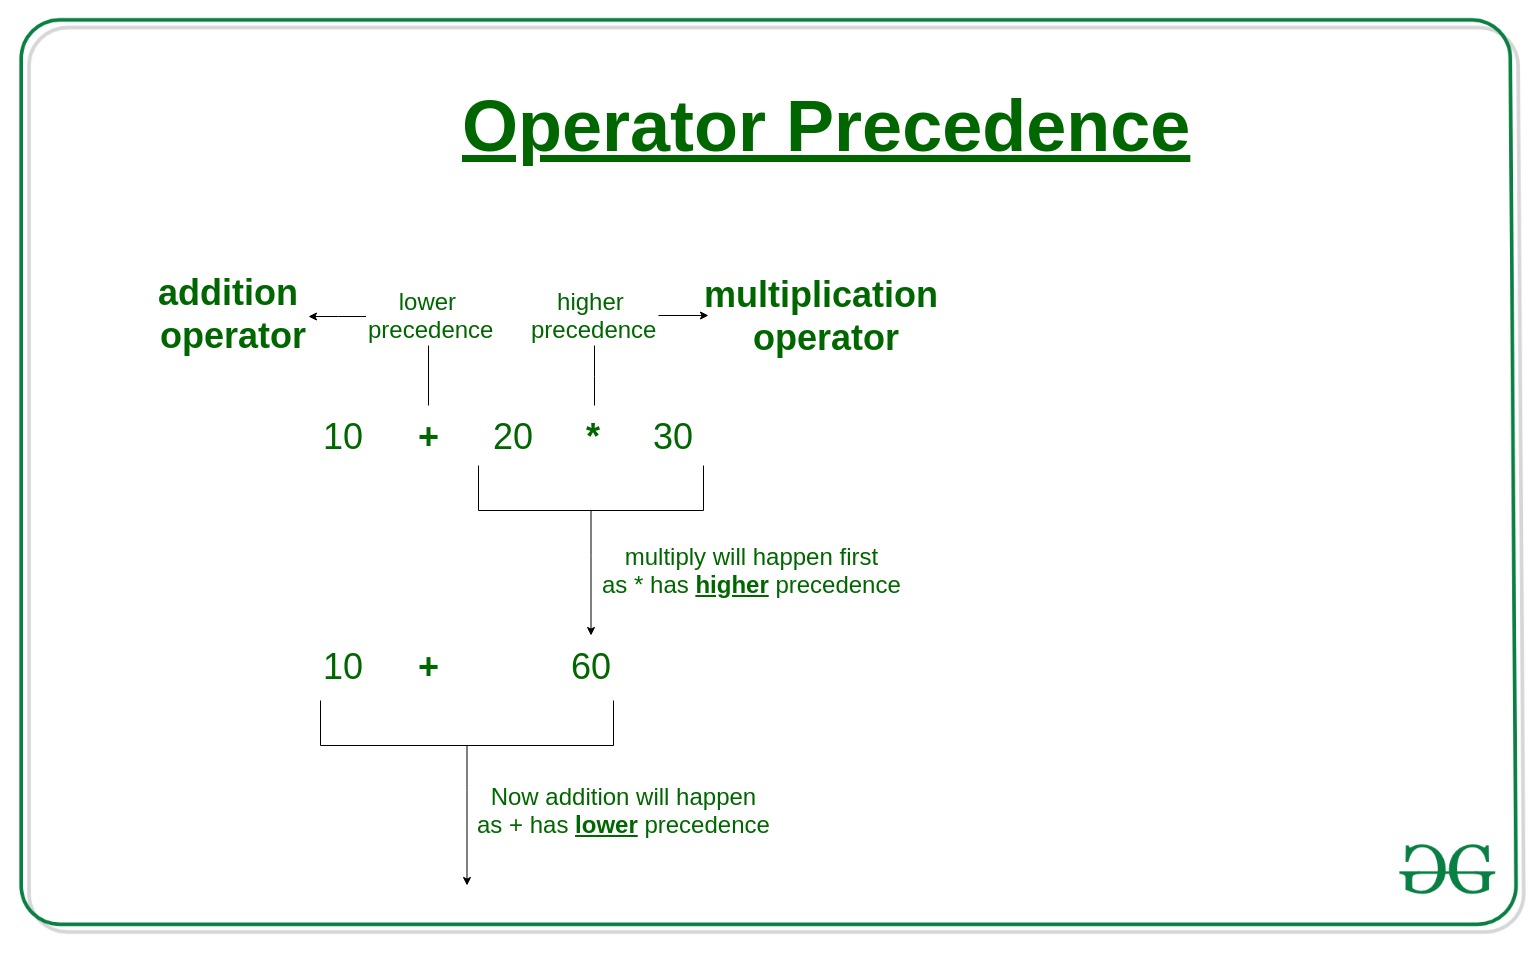 Operator Precedence
addition
operator
lower
precedence
higher
precedence
multiplication
operator
10 + 20 * 30
multiply will happen first
as * has higher precedence
10 + 60
Now addition will happen
as + has lower precedence